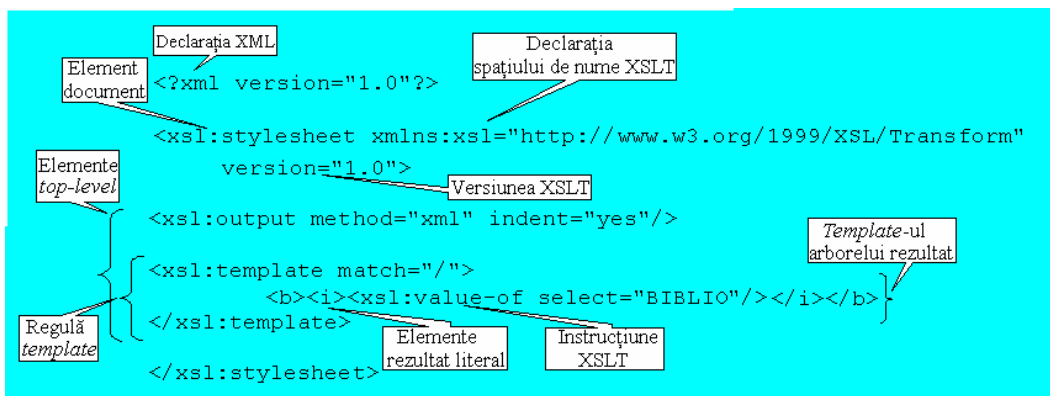 Declarația XML
Declarația
spațiului de nume XSLT
Element
document
<?xml version="1.0"?>
<xsl:stylesheet xmlns:xsl="http://www.w3.org/1999/XSL/Transform"
version="1.0">
Elemente
top-level
Versiunea XSLT
<xsl:output method="xml" indent="yes"/>
Template-ul
arborelui rezultat
<xsl:template match="/">
<b><i><xsl:value-of select="BIBLIO"/></i></b>
</xsl:template>
Regulă
template
Elemente
rezultat literal
Instrucțiune
XSLT
</xsl:stylesheet>